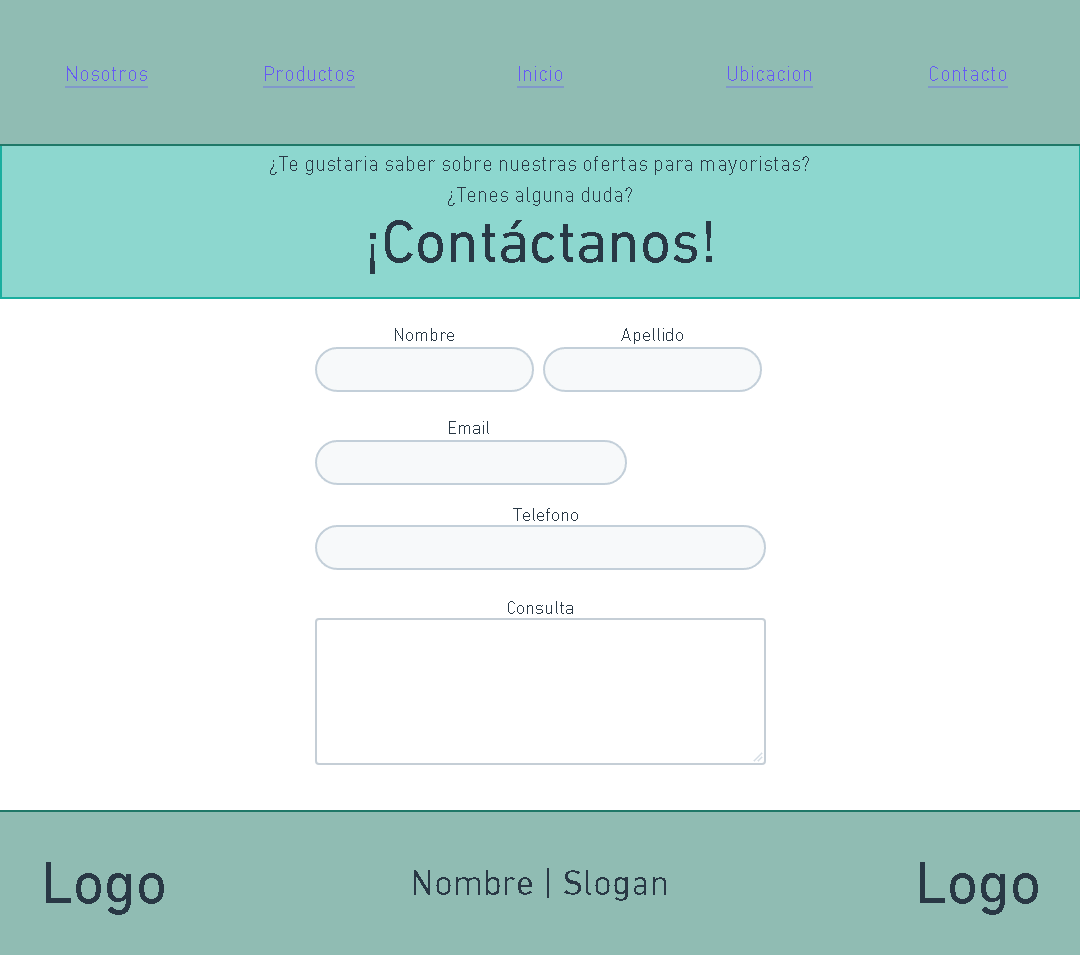 Nosotros Productos Inicio Ubicacion Contacto
¿Te gustaria saber sobre nuestras ofertas para mayoristas?
¿Tenes alguna duda?
¡Contáctanos!
Nombre Apellido
Email
Telefono
Consulta
Logo Nombre | Slogan Logo